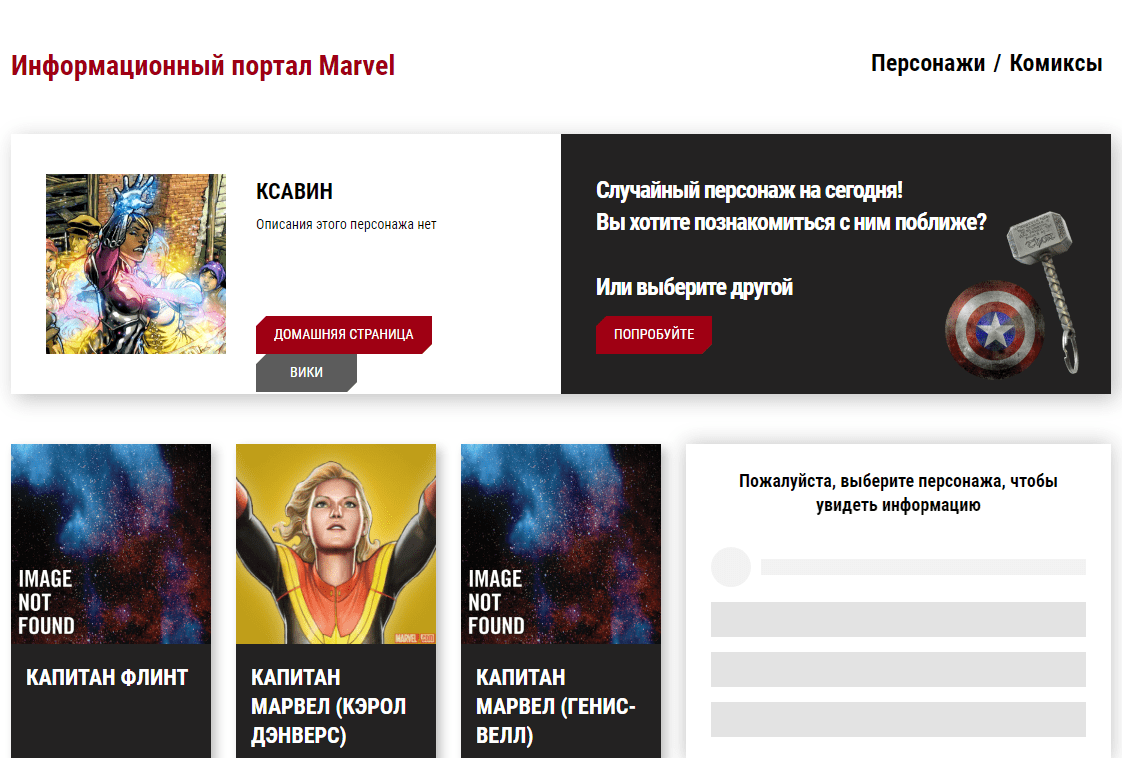 Информационный портал Marvel
Персонажи / Комиксы
КСАВИН
Описания этого персонажа нет
ДОМАШНЯЯ СТРАНИЦА
ВИКИ
Случайный персонаж на сегодня!
Вы хотите познакомиться с ним поближе?
Или выберите другой
ПОПРОБУЙТЕ
IMAGE
NOT
FOUND
КАПИТАН ФЛИНТ
MARVEL.COM
КАПИТАН
МАРВЕЛ (КЭРОЛ
ДЭНВЕРС)
IMAGE
NOT
FOUND
КАПИТАН
МАРВЕЛ (ГЕНИС-
ВЕЛЛ)
Пожалуйста, выберите персонажа, чтобы
увидеть информацию